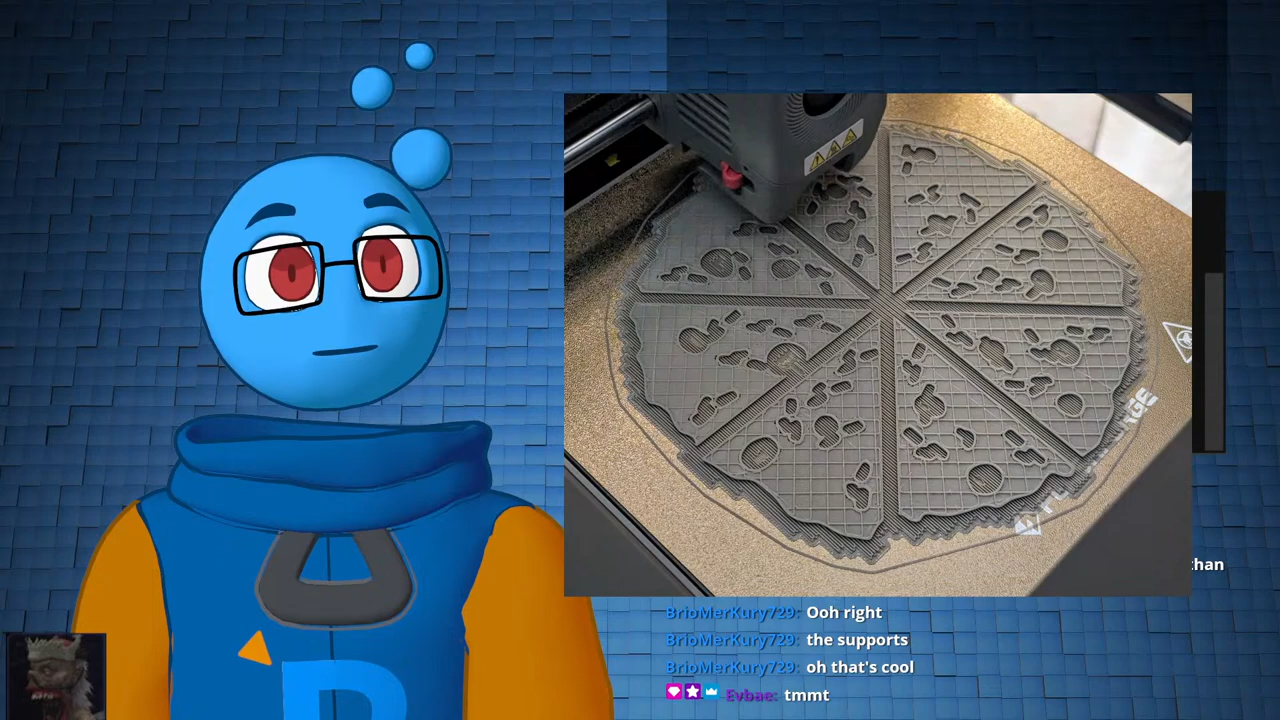 than
BrioMerKury729: Ooh right
BrioMerKury729: the supports
BrioMerKury729: oh that's cool
Evbae: tmmt